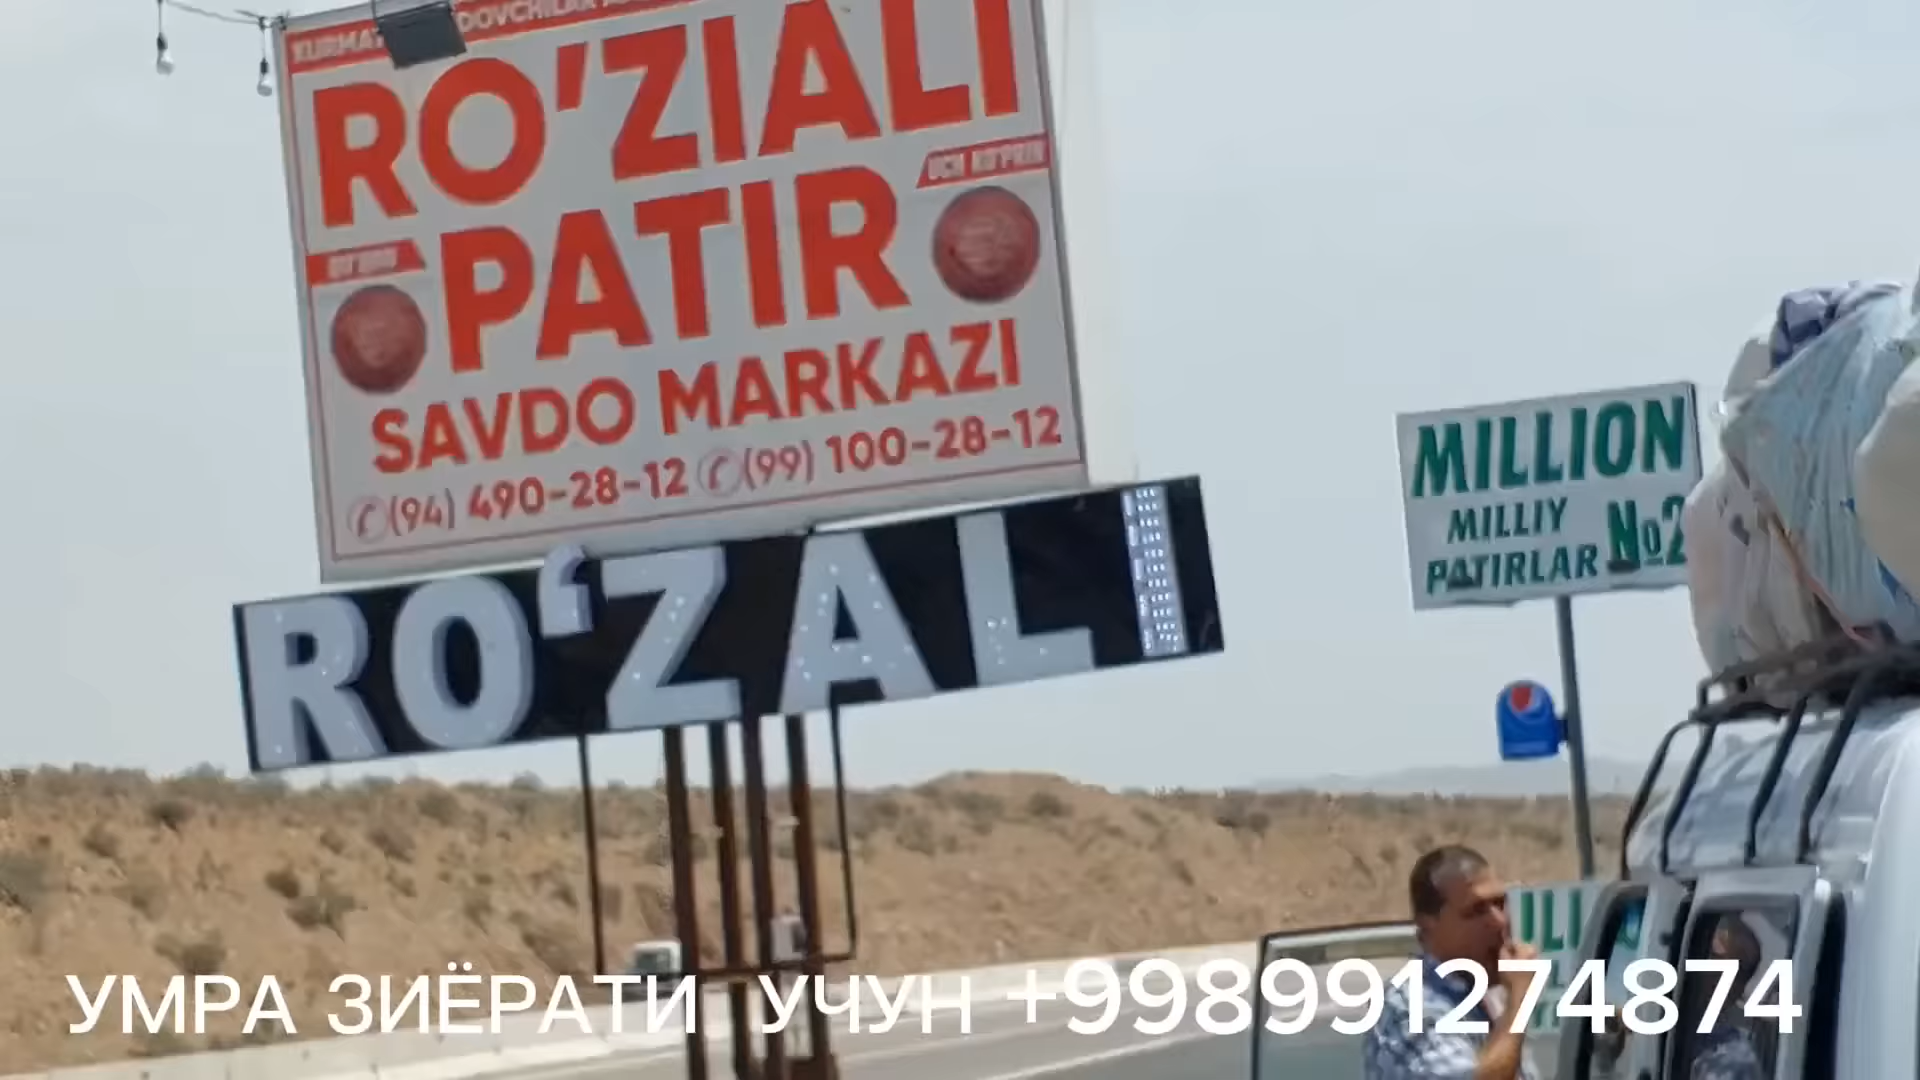 RO'ZIALI
PATIR
SAVDO MARKAZI
(94) 490-28-12 (99) 100-28-12
RO‘ZALI
MILLION
MILLIY
PATIRLAR №2
УМРА ЗИЁРАТИ УЧУН +998991274874